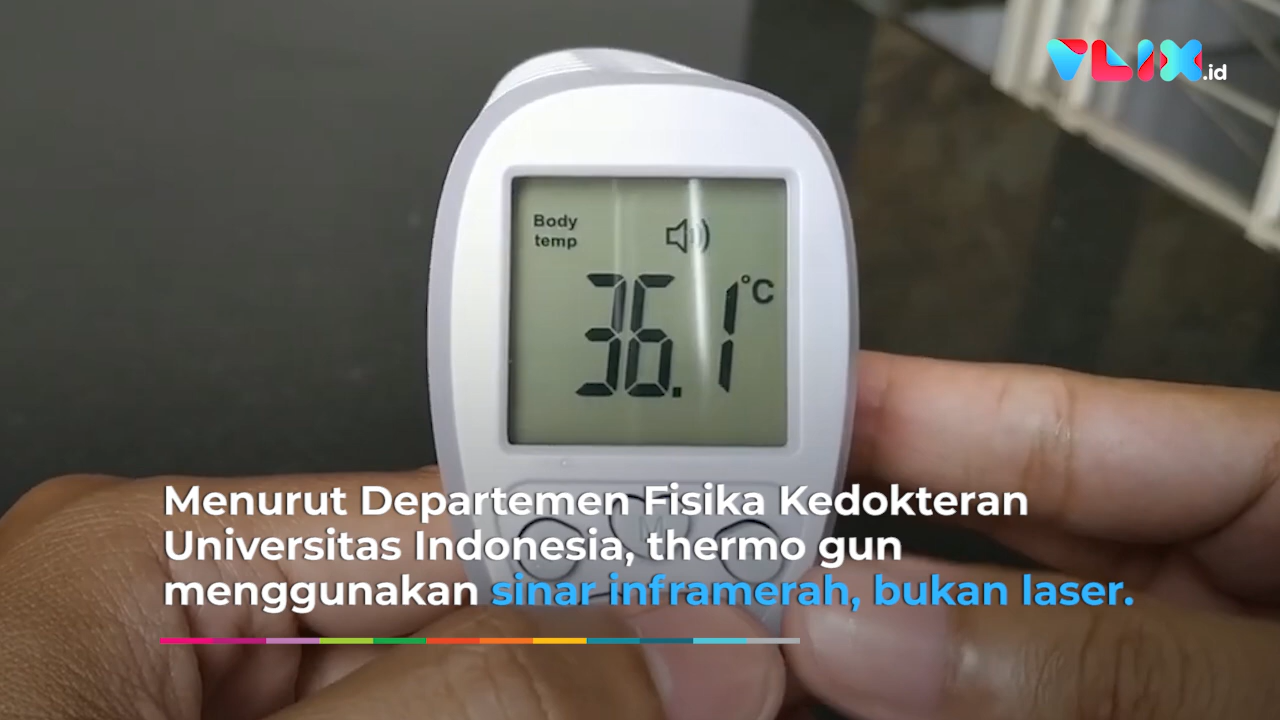 VLIX.id
Body
temp
36.1 °C
M
Menurut Departemen Fisika Kedokteran
Universitas Indonesia, thermo gun
menggunakan sinar inframerah, bukan laser.